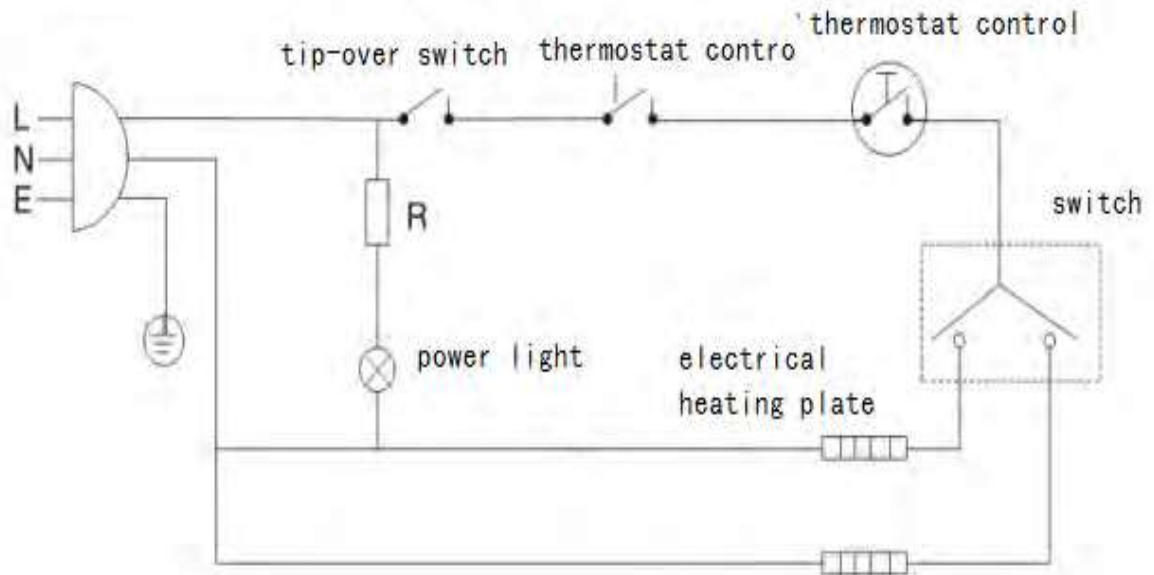 thermostat control
tip-over switch
thermostat contro
L
N
E
R
switch
power light
electrical
heating plate